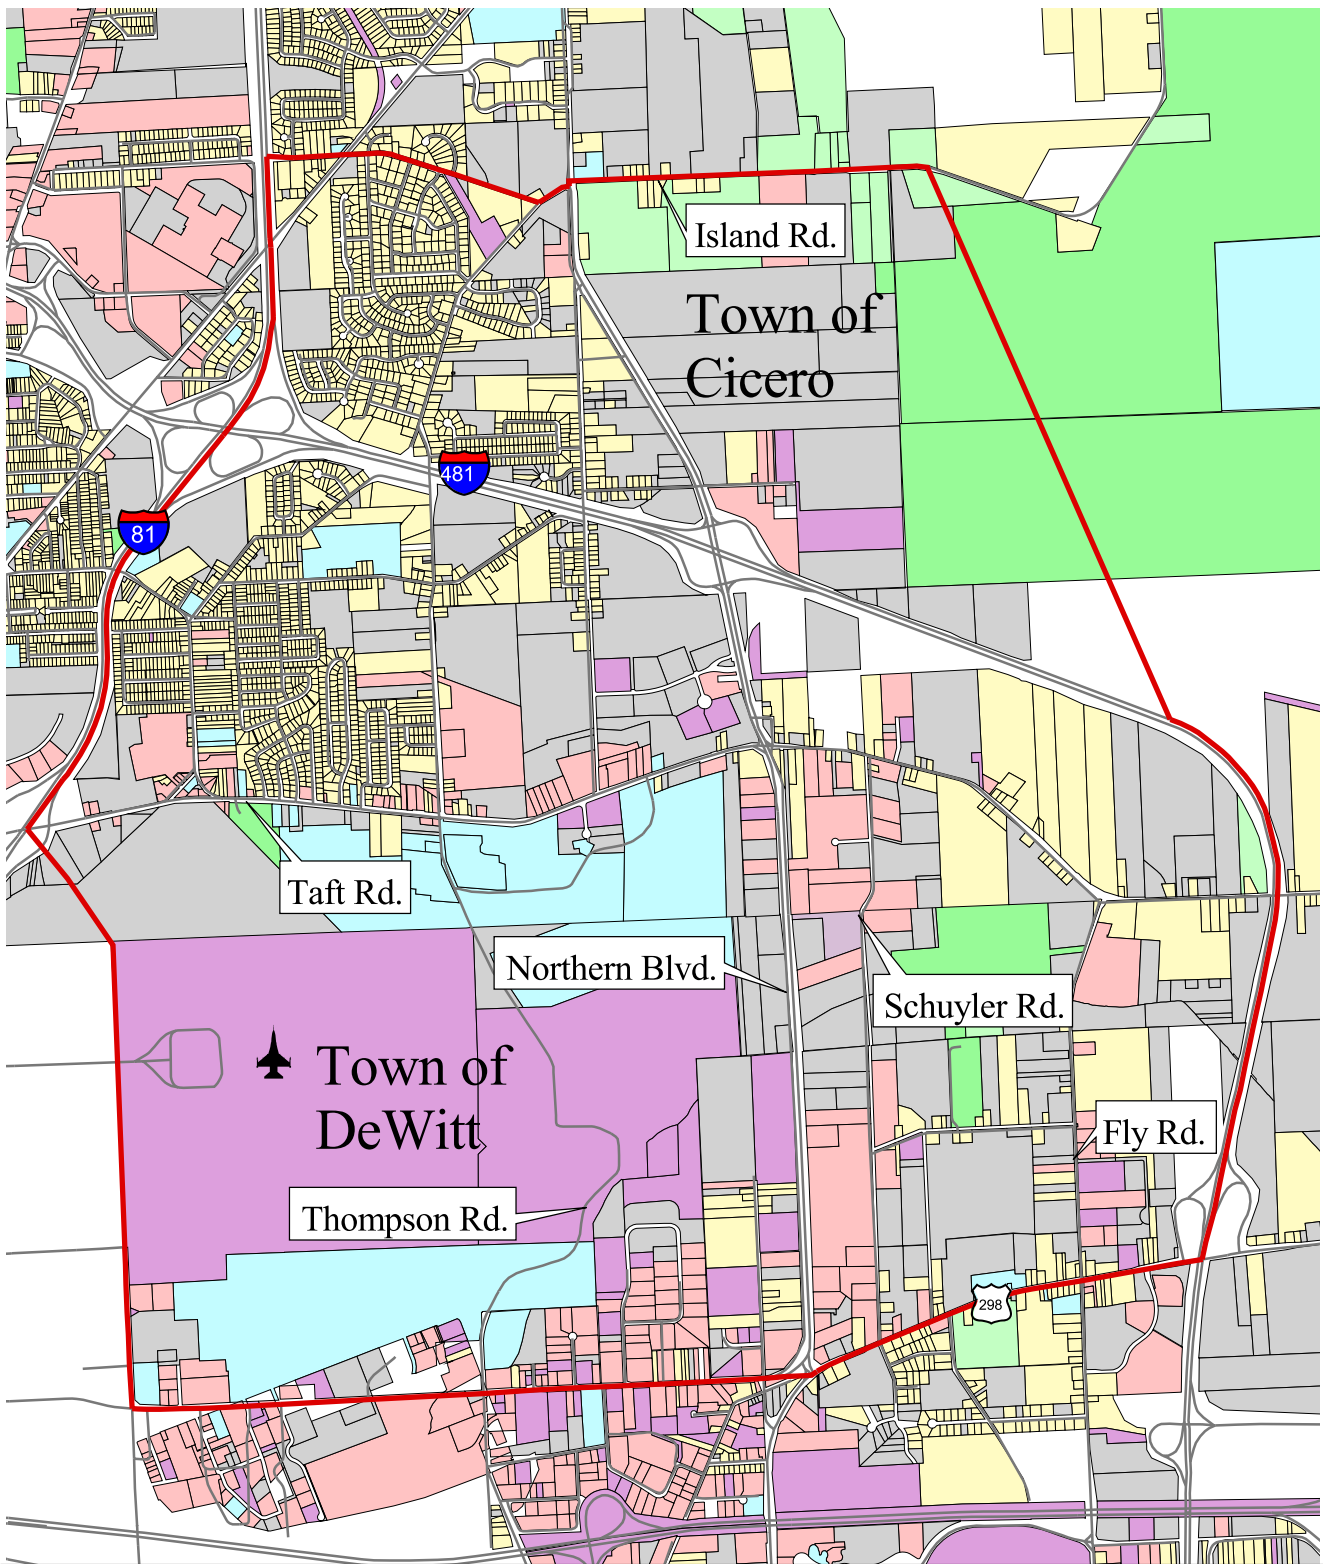 Island Rd.
Town of
Cicero
481
81
Taft Rd.
Northern Blvd.
Schuyler Rd.
Town of
DeWitt
Fly Rd.
Thompson Rd.
298